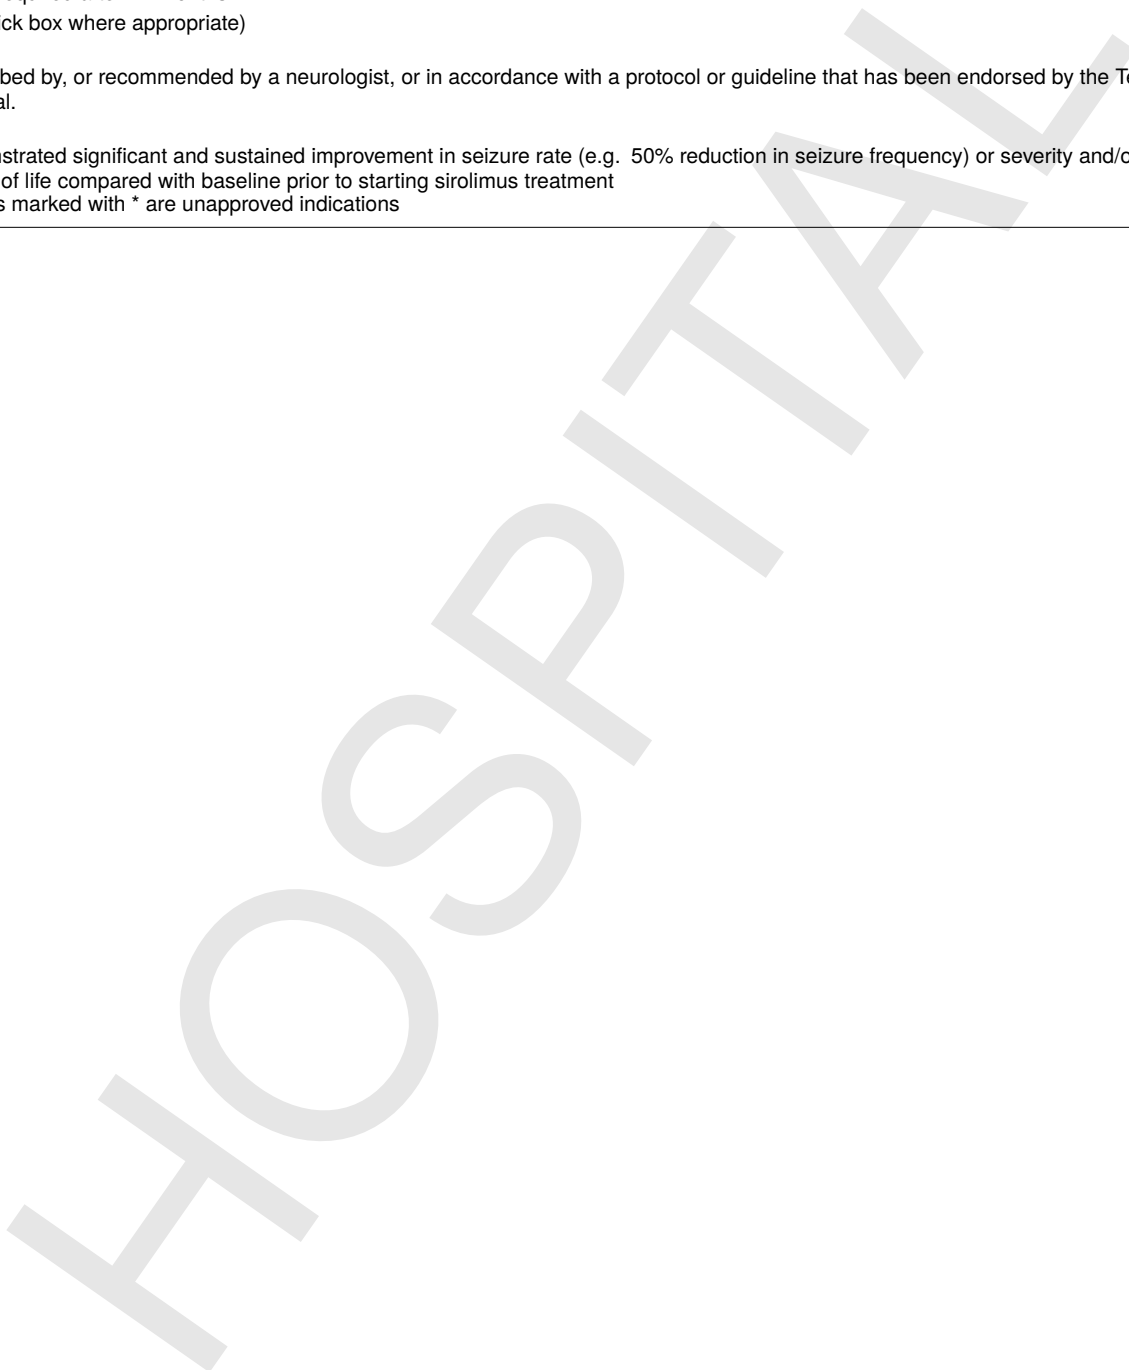 ick box where appropriate)
bed by, or recommended by a neurologist, or in accordance with a protocol or guideline that has been endorsed by the Te
al.
nstrated significant and sustained improvement in seizure rate (e.g. 50% reduction in seizure frequency) or severity and/o
of life compared with baseline prior to starting sirolimus treatment
s marked with * are unapproved indications
HOSPITAL